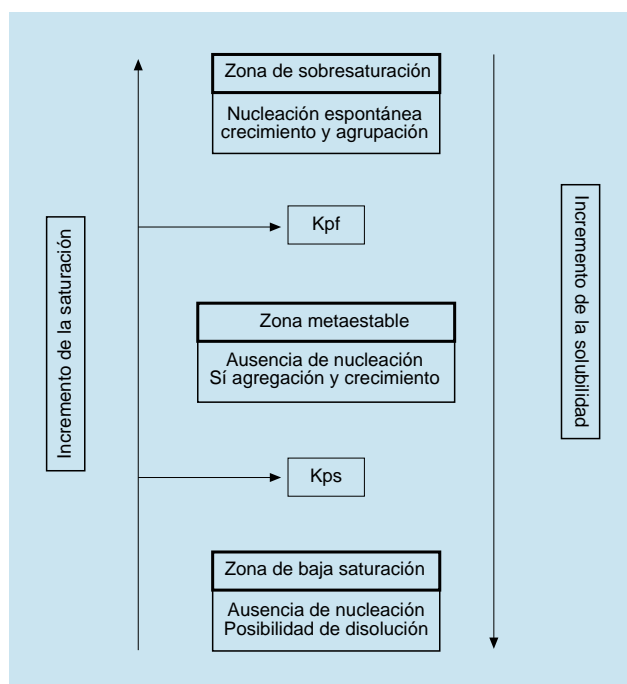 Zona de sobresaturación
Nucleación espontánea
crecimiento y agrupación
Kpf
Incremento de la saturación
Incremento de la solubilidad
Zona metaestable
Ausencia de nucleación
Sí agregación y crecimiento
Kps
Zona de baja saturación
Ausencia de nucleación
Posibilidad de disolución